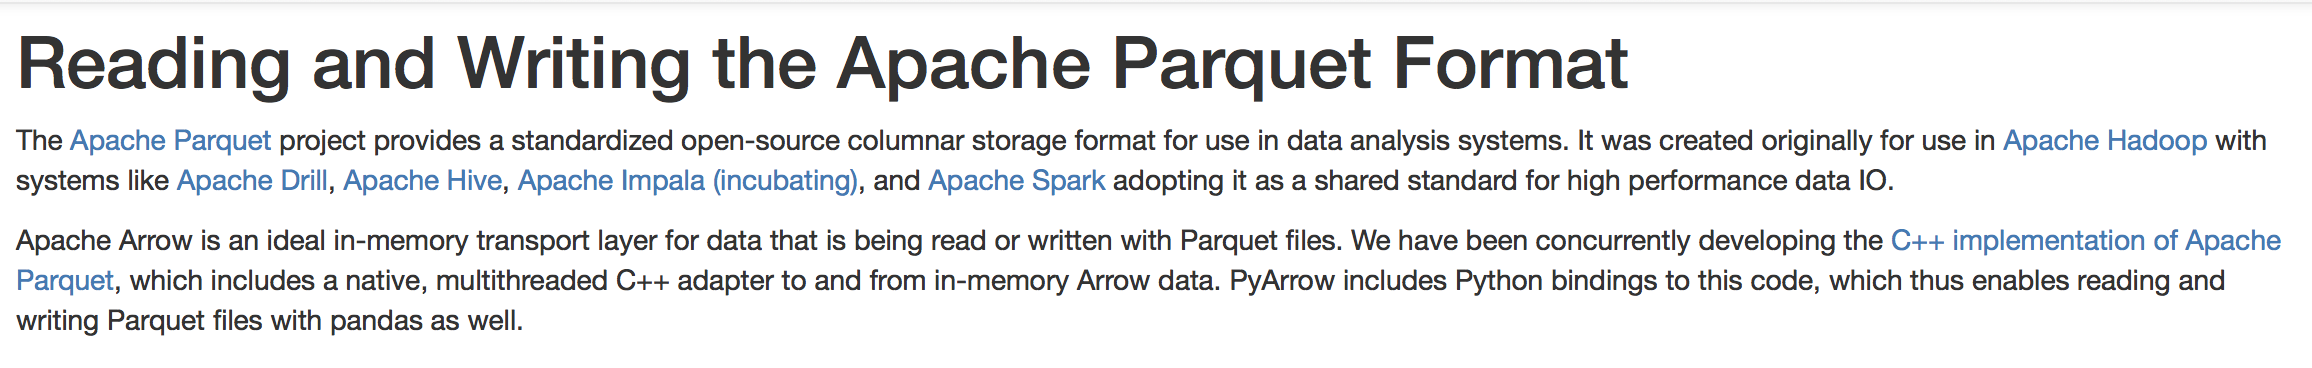 Reading and Writing the Apache Parquet Format
The Apache Parquet project provides a standardized open-source columnar storage format for use in data analysis systems. It was created originally for use in Apache Hadoop with
systems like Apache Drill, Apache Hive, Apache Impala (incubating), and Apache Spark adopting it as a shared standard for high performance data IO.
Apache Arrow is an ideal in-memory transport layer for data that is being read or written with Parquet files. We have been concurrently developing the C++ implementation of Apache
Parquet, which includes a native, multithreaded C++ adapter to and from in-memory Arrow data. PyArrow includes Python bindings to this code, which thus enables reading and
writing Parquet files with pandas as well.